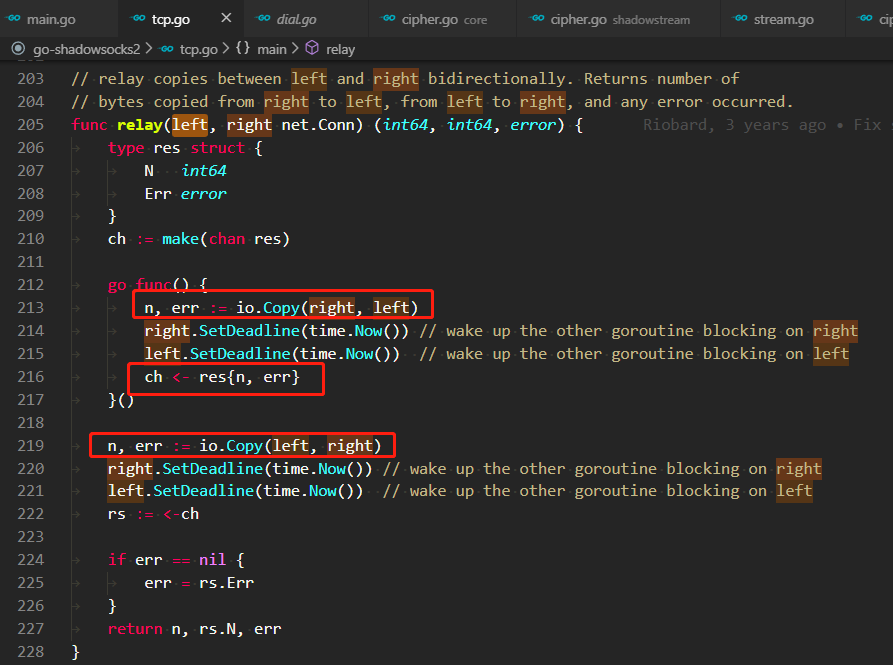 main.go tcp.go × dial.go cipher.go core cipher.go shadowstream stream.go
go-shadowsocks2 > tcp.go > {} main > relay
203 // relay copies between left and right bidirectionally. Returns number of
204 // bytes copied from right to left, from left to right, and any error occurred.
205 func relay(left, right net.Conn) (int64, int64, error) { Riobard, 3 years ago • Fix
206 type res struct {
207 N int64
208 Err error
209 }
210 ch := make(chan res)
211
212 go func() {
213 n, err := io.Copy(right, left)
214 right.SetDeadline(time.Now()) // wake up the other goroutine blocking on right
215 left.SetDeadline(time.Now()) // wake up the other goroutine blocking on left
216 ch <- res{n, err}
217 }()
218
219 n, err := io.Copy(left, right)
220 right.SetDeadline(time.Now()) // wake up the other goroutine blocking on right
221 left.SetDeadline(time.Now()) // wake up the other goroutine blocking on left
222 rs := <-ch
223
224 if err == nil {
225 err = rs.Err
226 }
227 return n, rs.N, err
228 }